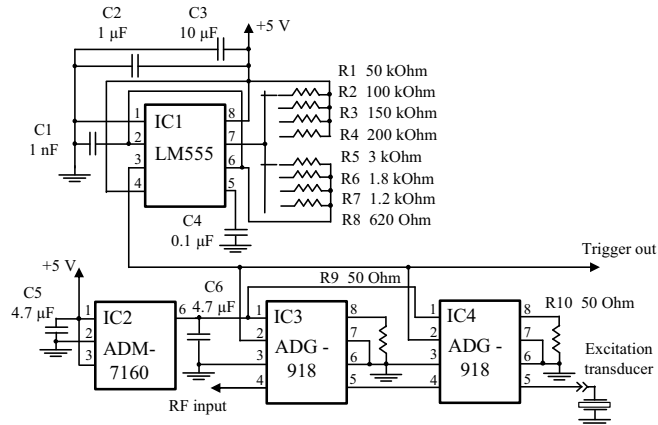 C2
1 μF
C3
10 μF
+5 V
R1 50 kOhm
R2 100 kOhm
R3 150 kOhm
R4 200 kOhm
R5 3 kOhm
R6 1.8 kOhm
R7 1.2 kOhm
R8 620 Ohm
C1
1 nF
1
2
3
4
IC1
LM555
8
7
6
5
C4
0.1 μF
Trigger out
+5 V
C5
4.7 μF
1
2
3
IC2
ADM-
7160
6
C6
4.7 μF
R9 50 Ohm
1
2
3
4
IC3
ADG -
918
8
7
6
5
1
2
3
4
IC4
ADG -
918
8
7
6
5
R10 50 Ohm
RF input
Excitation
transducer